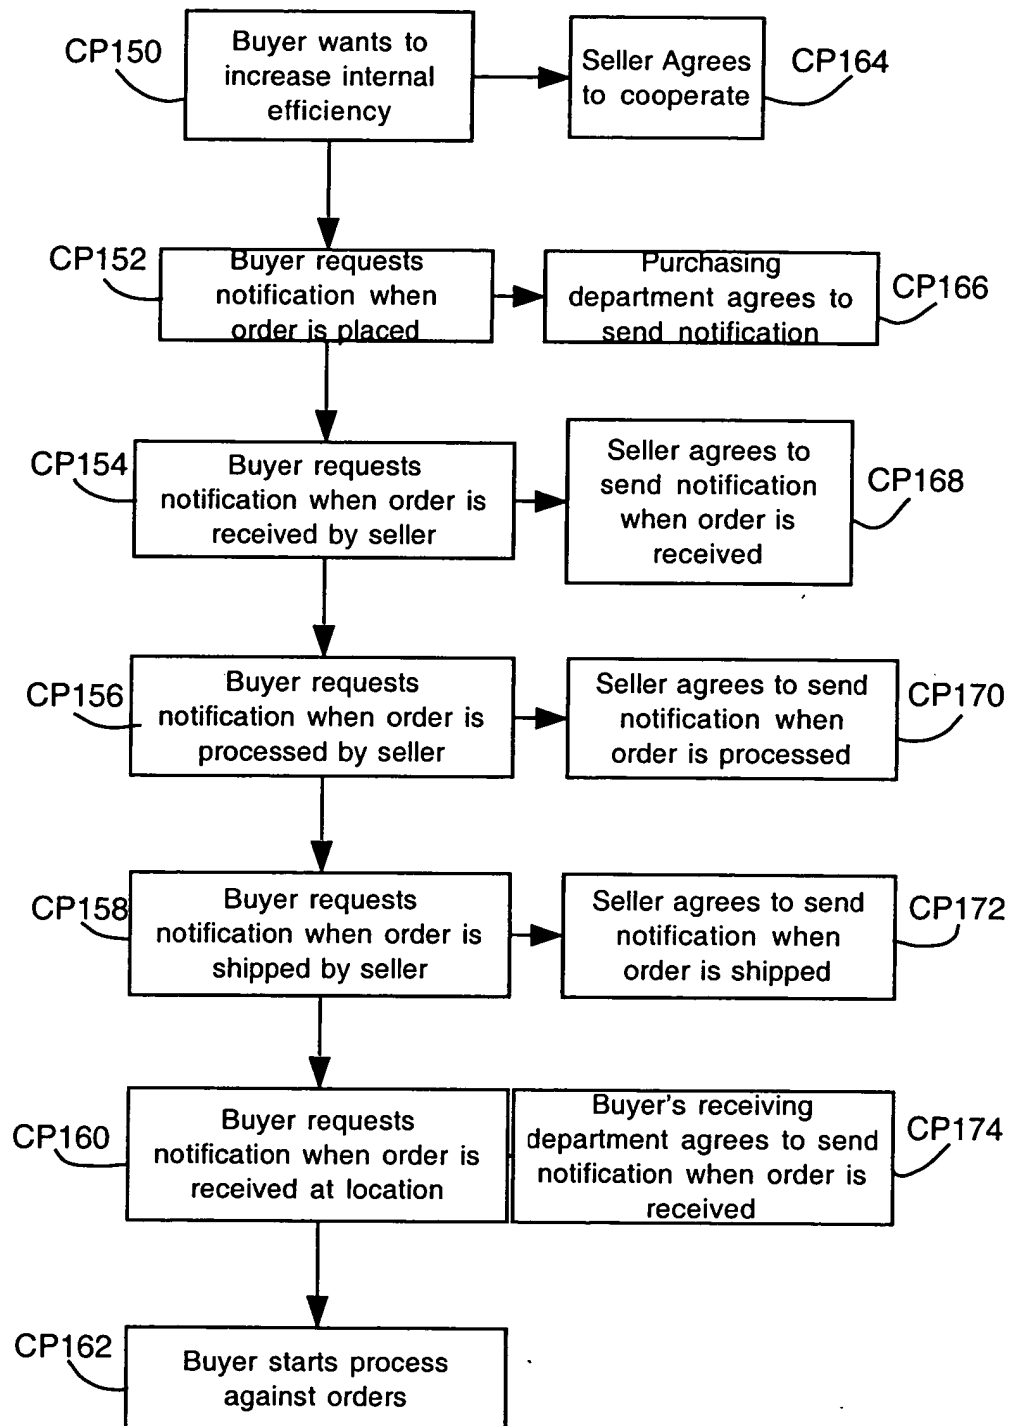 CP150
Buyer wants to
increase internal
efficiency
Seller Agrees
to cooperate
CP164
CP152
Buyer requests
notification when
order is placed
Purchasing
department agrees to
send notification
CP166
CP154
Buyer requests
notification when order is
received by seller
Seller agrees to
send notification
when order is
received
CP168
CP156
Buyer requests
notification when order is
processed by seller
Seller agrees to send
notification when
order is processed
CP170
CP158
Buyer requests
notification when order is
shipped by seller
Seller agrees to send
notification when
order is shipped
CP172
CP160
Buyer requests
notification when order is
received at location
Buyer's receiving
department agrees to send
notification when order is
received
CP174
CP162
Buyer starts process
against orders